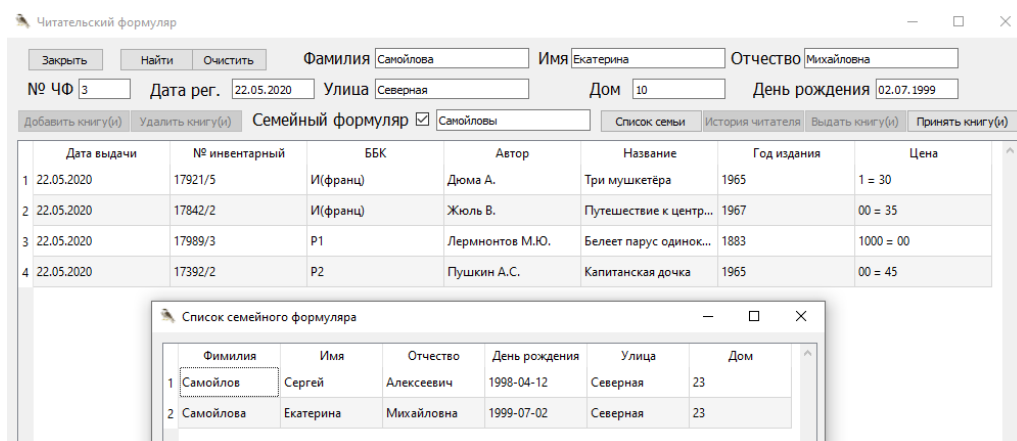 Читательский формуляр
Закрыть Найти Очистить Фамилия Самойлова Имя Екатерина Отчество Михайловна
№ ЧФ 3 Дата рег. 22.05.2020 Улица Северная Дом 10 День рождения 02.07.1999
Добавить книгу(и) Удалить книгу(и) Семейный формуляр Самойловы Список семьи История читателя Выдать книгу(и) Принять книгу(и)
Дата выдачи № инвентарный ББК Автор Название Год издания Цена
1 22.05.2020 17921/5 И(франц) Дюма А. Три мушкетёра 1965 1 = 30
2 22.05.2020 17842/2 И(франц) Жюль В. Путешествие к центр... 1967 00 = 35
3 22.05.2020 17989/3 Р1 Лермнонтов М.Ю. Белеет парус одинок... 1883 1000 = 00
4 22.05.2020 17392/2 Р2 Пушкин А.С. Капитанская дочка 1965 00 = 45
Список семейного формуляра
Фимилия Имя Отчество День рождения Улица Дом
1 Самойлов Сергей Алексеевич 1998-04-12 Северная 23
2 Самойлова Екатерина Михайловна 1999-07-02 Северная 23